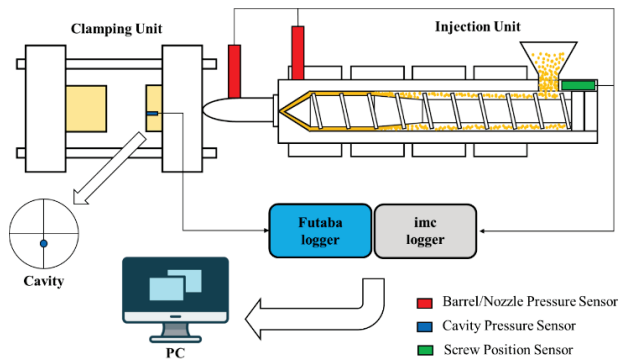 Clamping Unit
Injection Unit
Futaba
logger
imc
logger
Cavity
PC
Barrel/Nozzle Pressure Sensor
Cavity Pressure Sensor
Screw Position Sensor